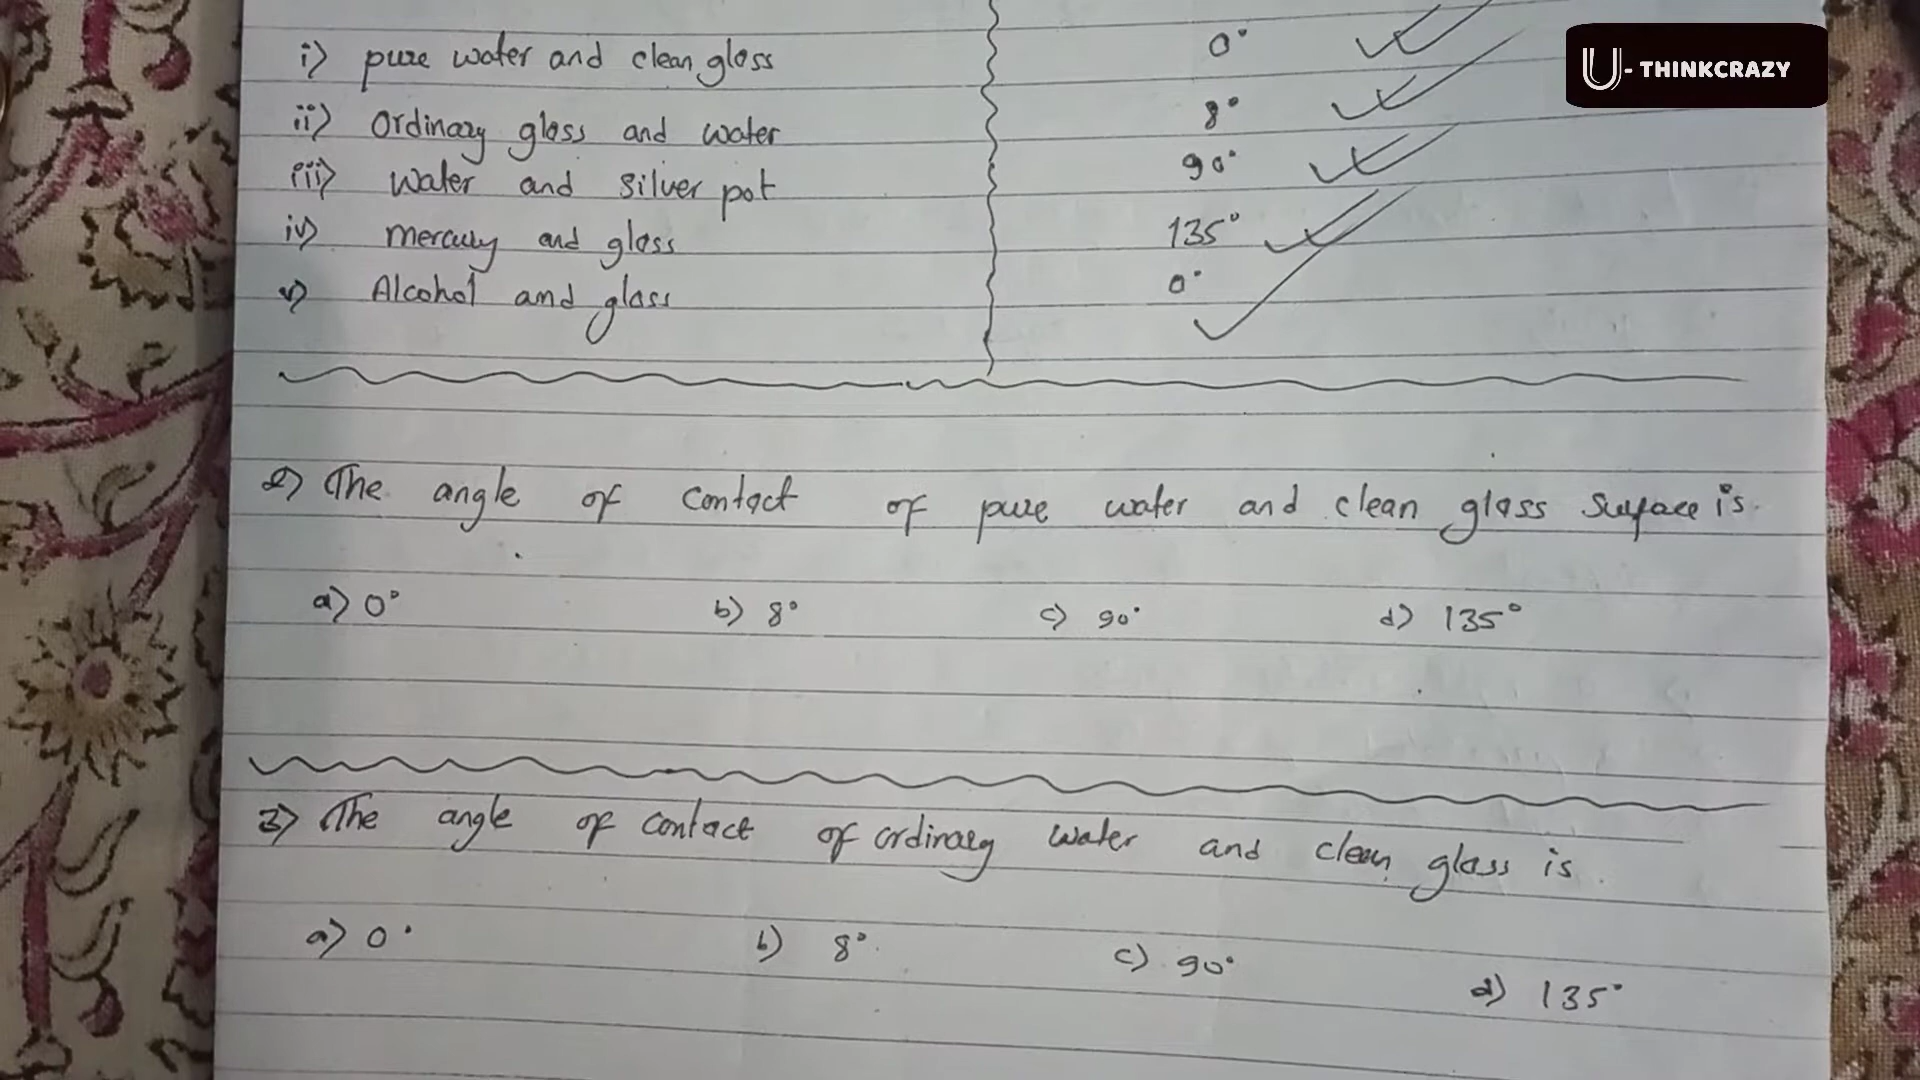 U - THINKCRAZY
i) pure water and clean glass 0°
ii) Ordinary glass and water 8°
iii) Water and silver pot 90°
iv) mercury and glass 135°
v) Alcohol and glass 0°
2) The angle of contact of pure water and clean glass surface is.
a) 0° b) 8° c) 90° d) 135°
3) The angle of contact of ordinary water and clean glass is.
a) 0° b) 8° c) 90° d) 135°